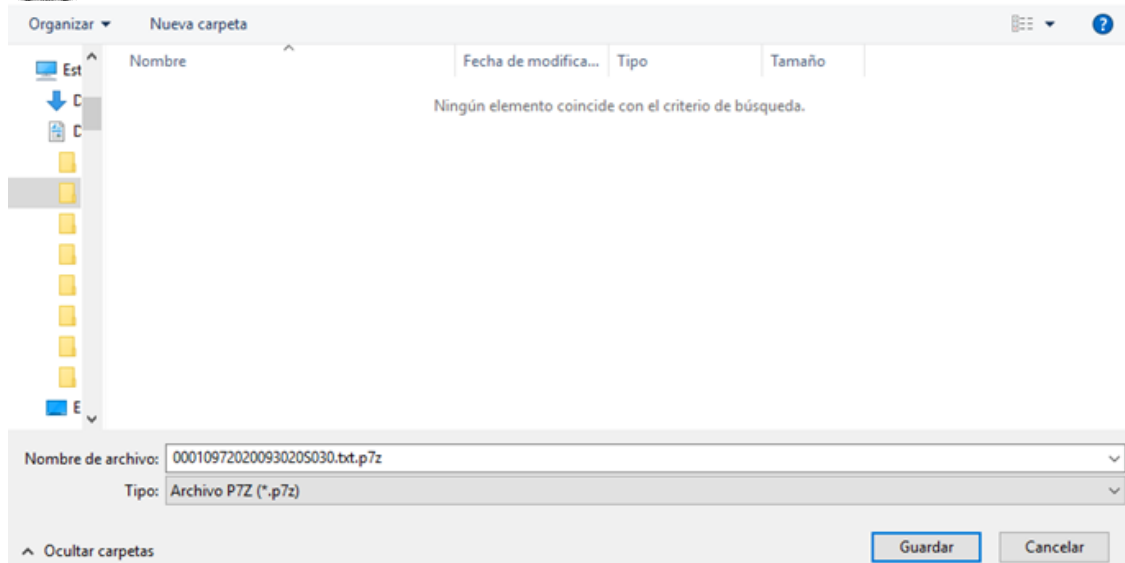 Organizar Nueva carpeta
Nombre Fecha de modifica... Tipo Tamaño
Est
Ningún elemento coincide con el criterio de búsqueda.
D
D
E
Nombre de archivo: 00010972020093020S030.txt.p7z
Tipo: Archivo P7Z (*.p7z)
Ocultar carpetas Guardar Cancelar